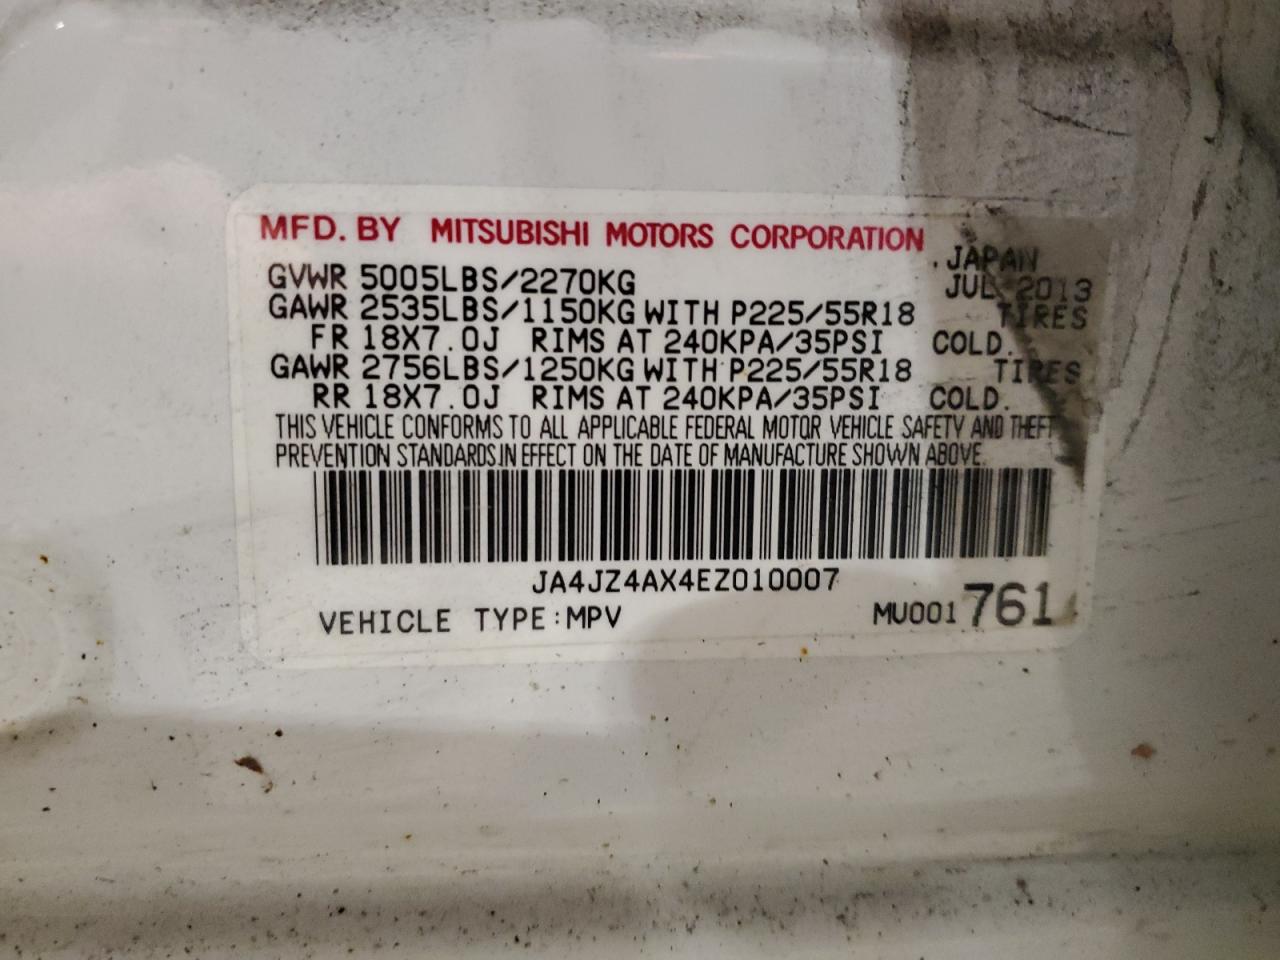 MFD. BY MITSUBISHI MOTORS CORPORATION
. JAPAN
GVWR 5005LBS/2270KG JUL 2013
GAWR 2535LBS/1150KG WITH P225/55R18 TIRES
FR 18X7.0J RIMS AT 240KPA/35PSI COLD.
GAWR 2756LBS/1250KG WITH P225/55R18 TIRES
RR 18X7.0J RIMS AT 240KPA/35PSI COLD.
THIS VEHICLE CONFORMS TO ALL APPLICABLE FEDERAL MOTOR VEHICLE SAFETY AND THEFT
PREVENTION STANDARDS IN EFFECT ON THE DATE OF MANUFACTURE SHOWN ABOVE.
JA4JZ4AX4EZ010007
VEHICLE TYPE:MPV MU001761